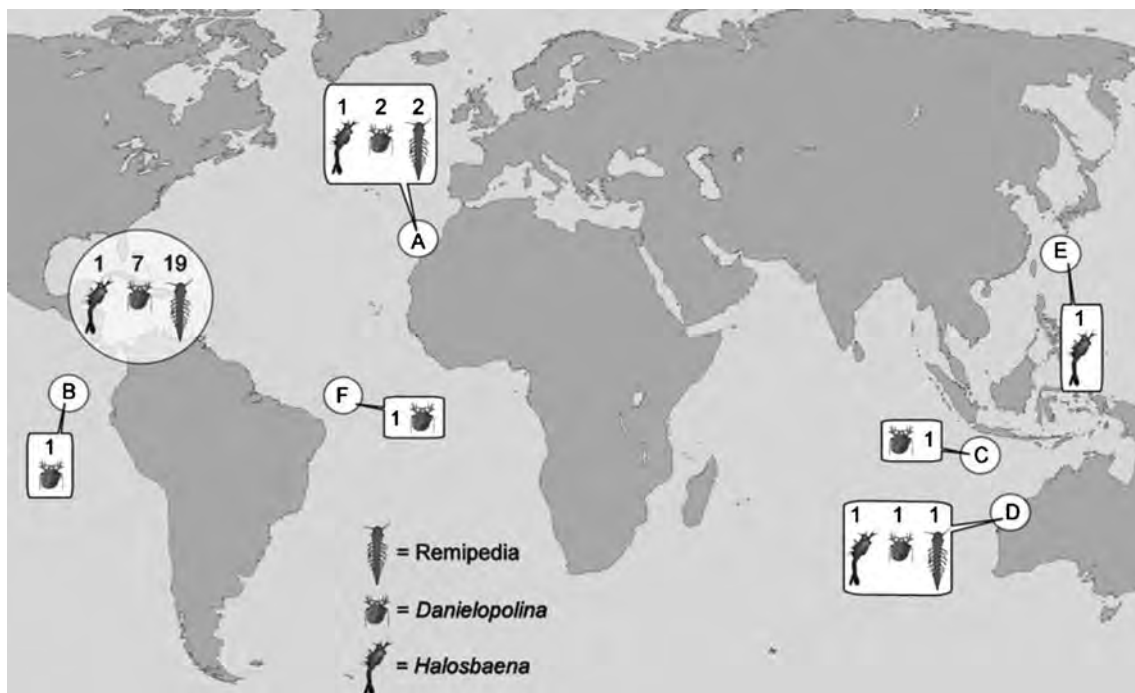 1 2 2
A
E
1 7 19
1
B
F
1
1
1
C
1 1 1
D
= Remipedia
= Danielopolina
= Halosbaena